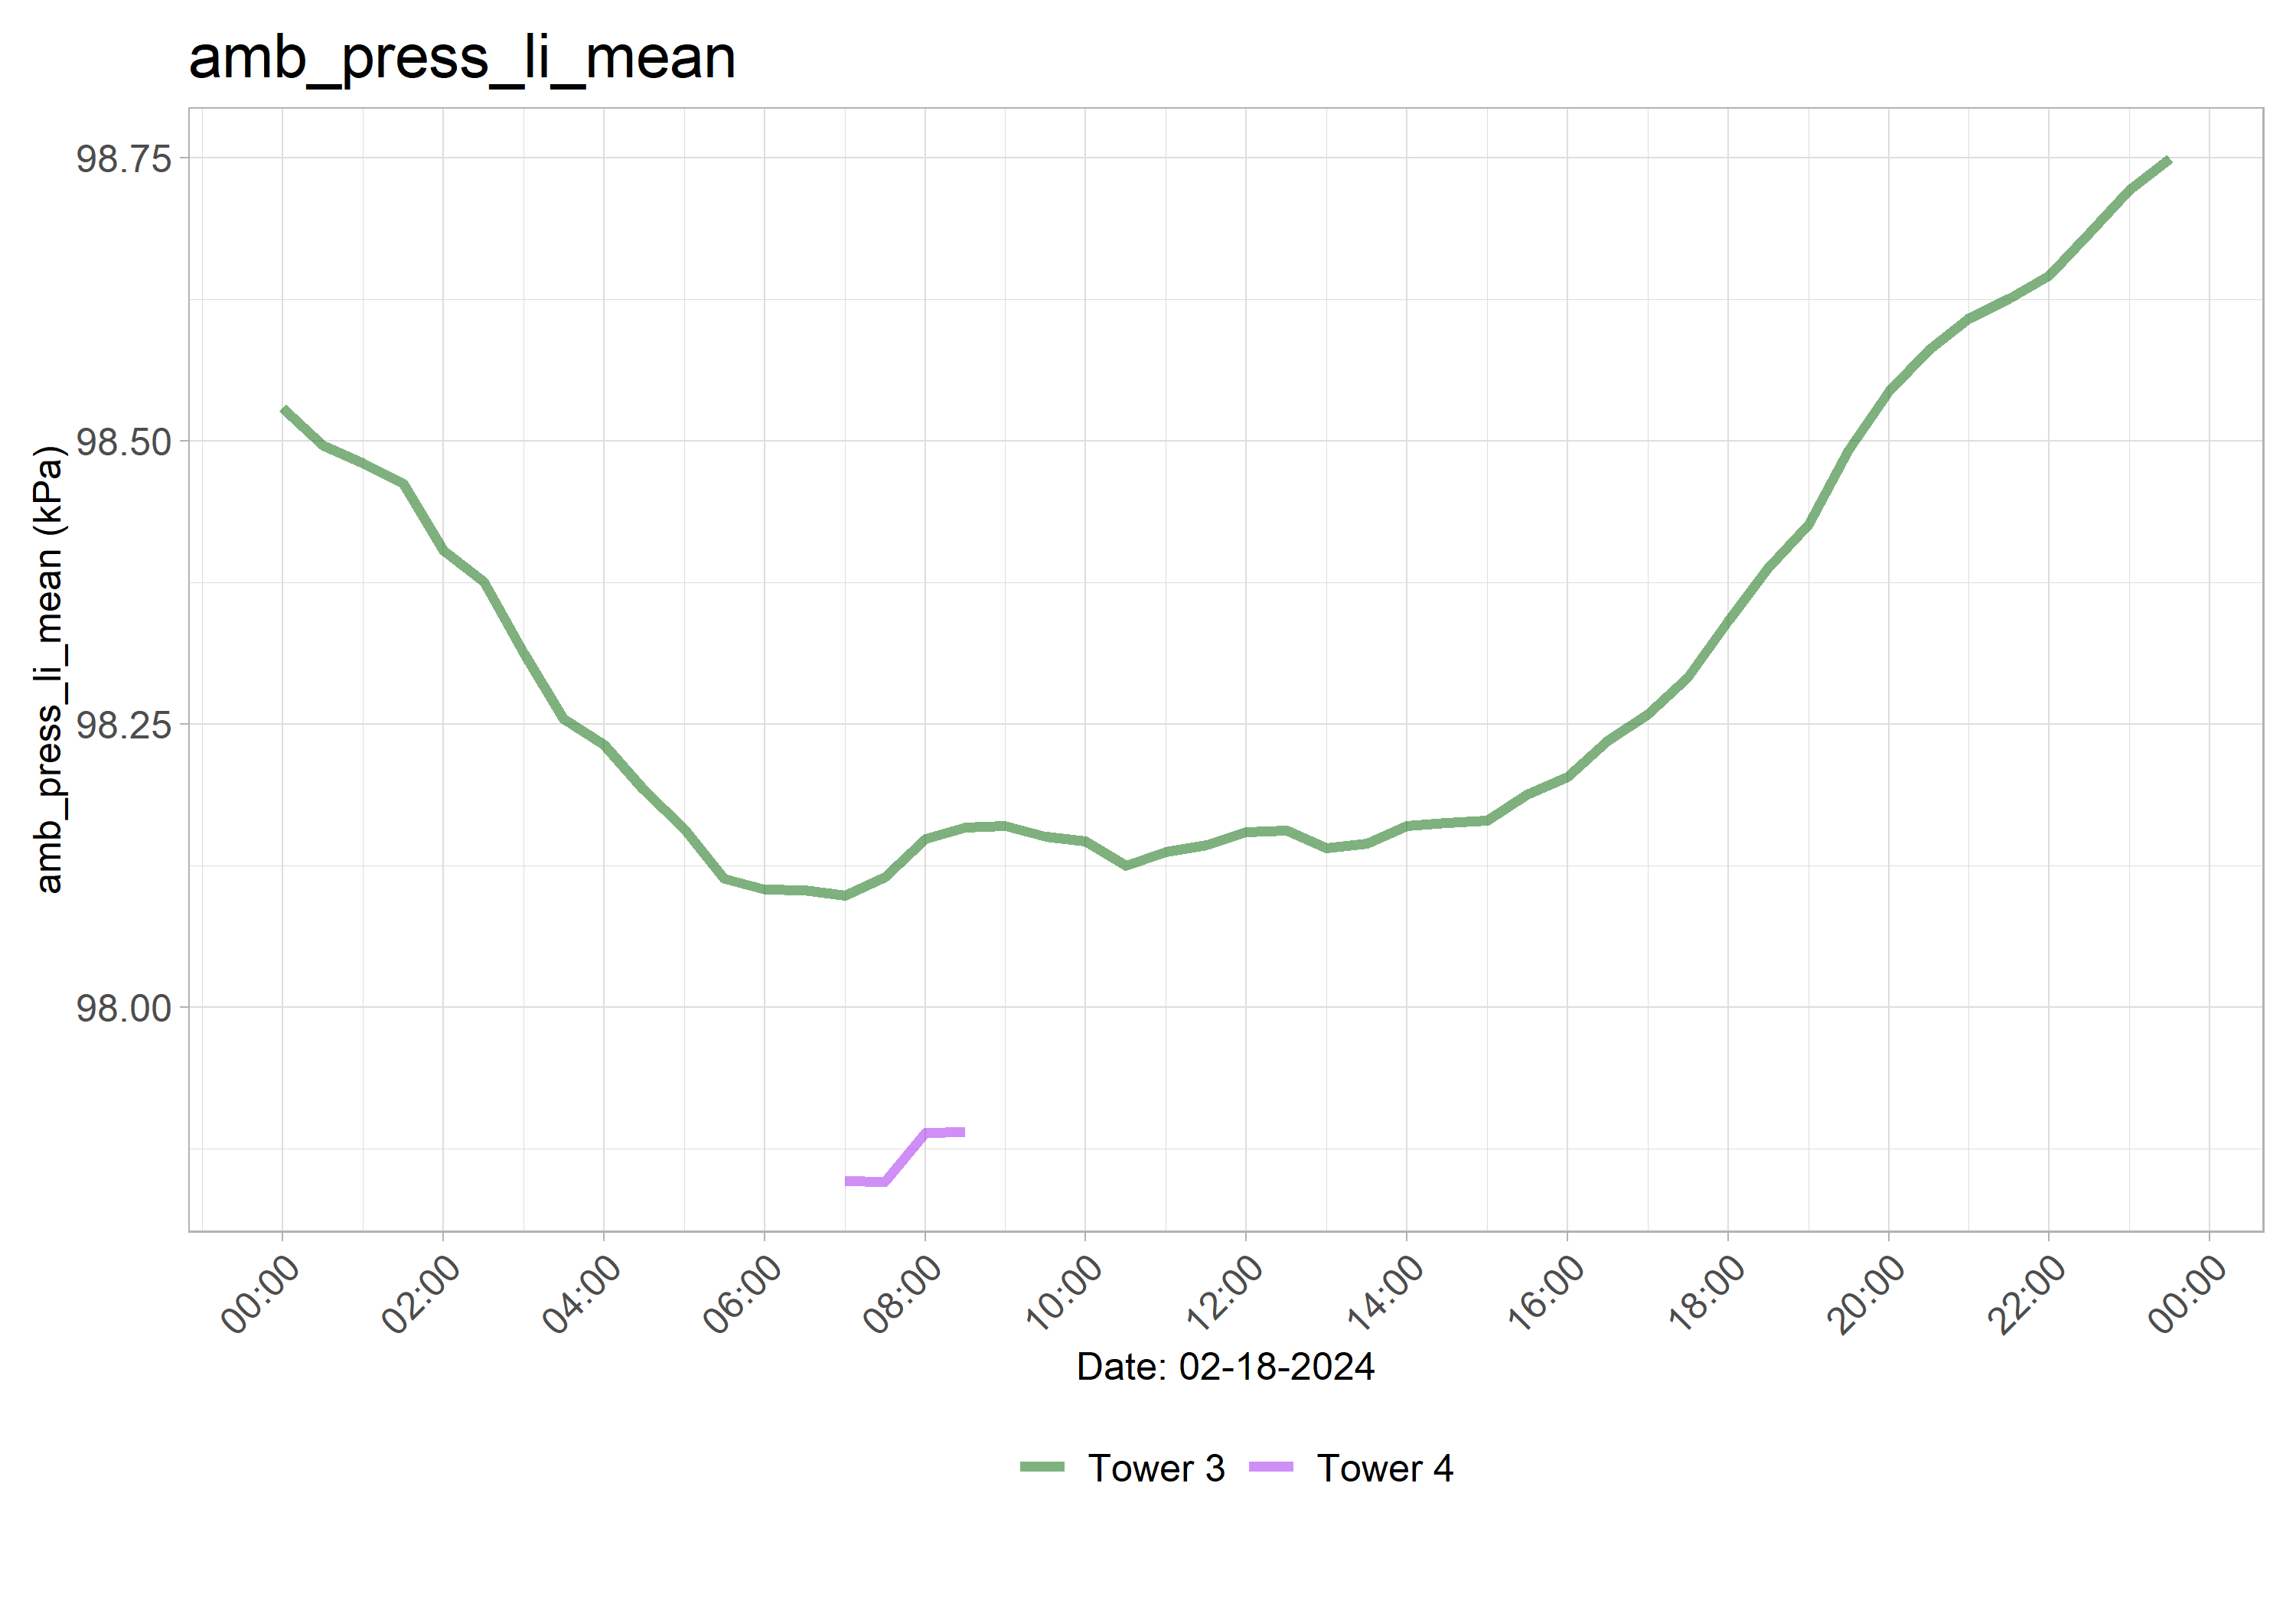 amb_press_li_mean
amb_press_li_mean (kPa)
98.75
98.50
98.25
98.00
00:00 02:00 04:00 06:00 08:00 10:00 12:00 14:00 16:00 18:00 20:00 22:00 00:00
Date: 02-18-2024
Tower 3 Tower 4